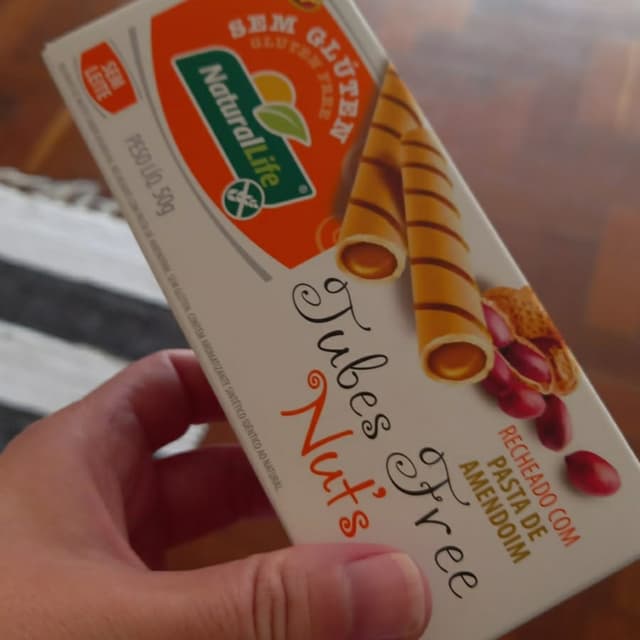 SEM GLÚTEN
GLUTEN FREE
SEM
LEITE
NaturalLife
PESO LÍQ. 50g
Tubes Free
Nut's
RECHEADO COM
PASTA DE
AMENDOIM